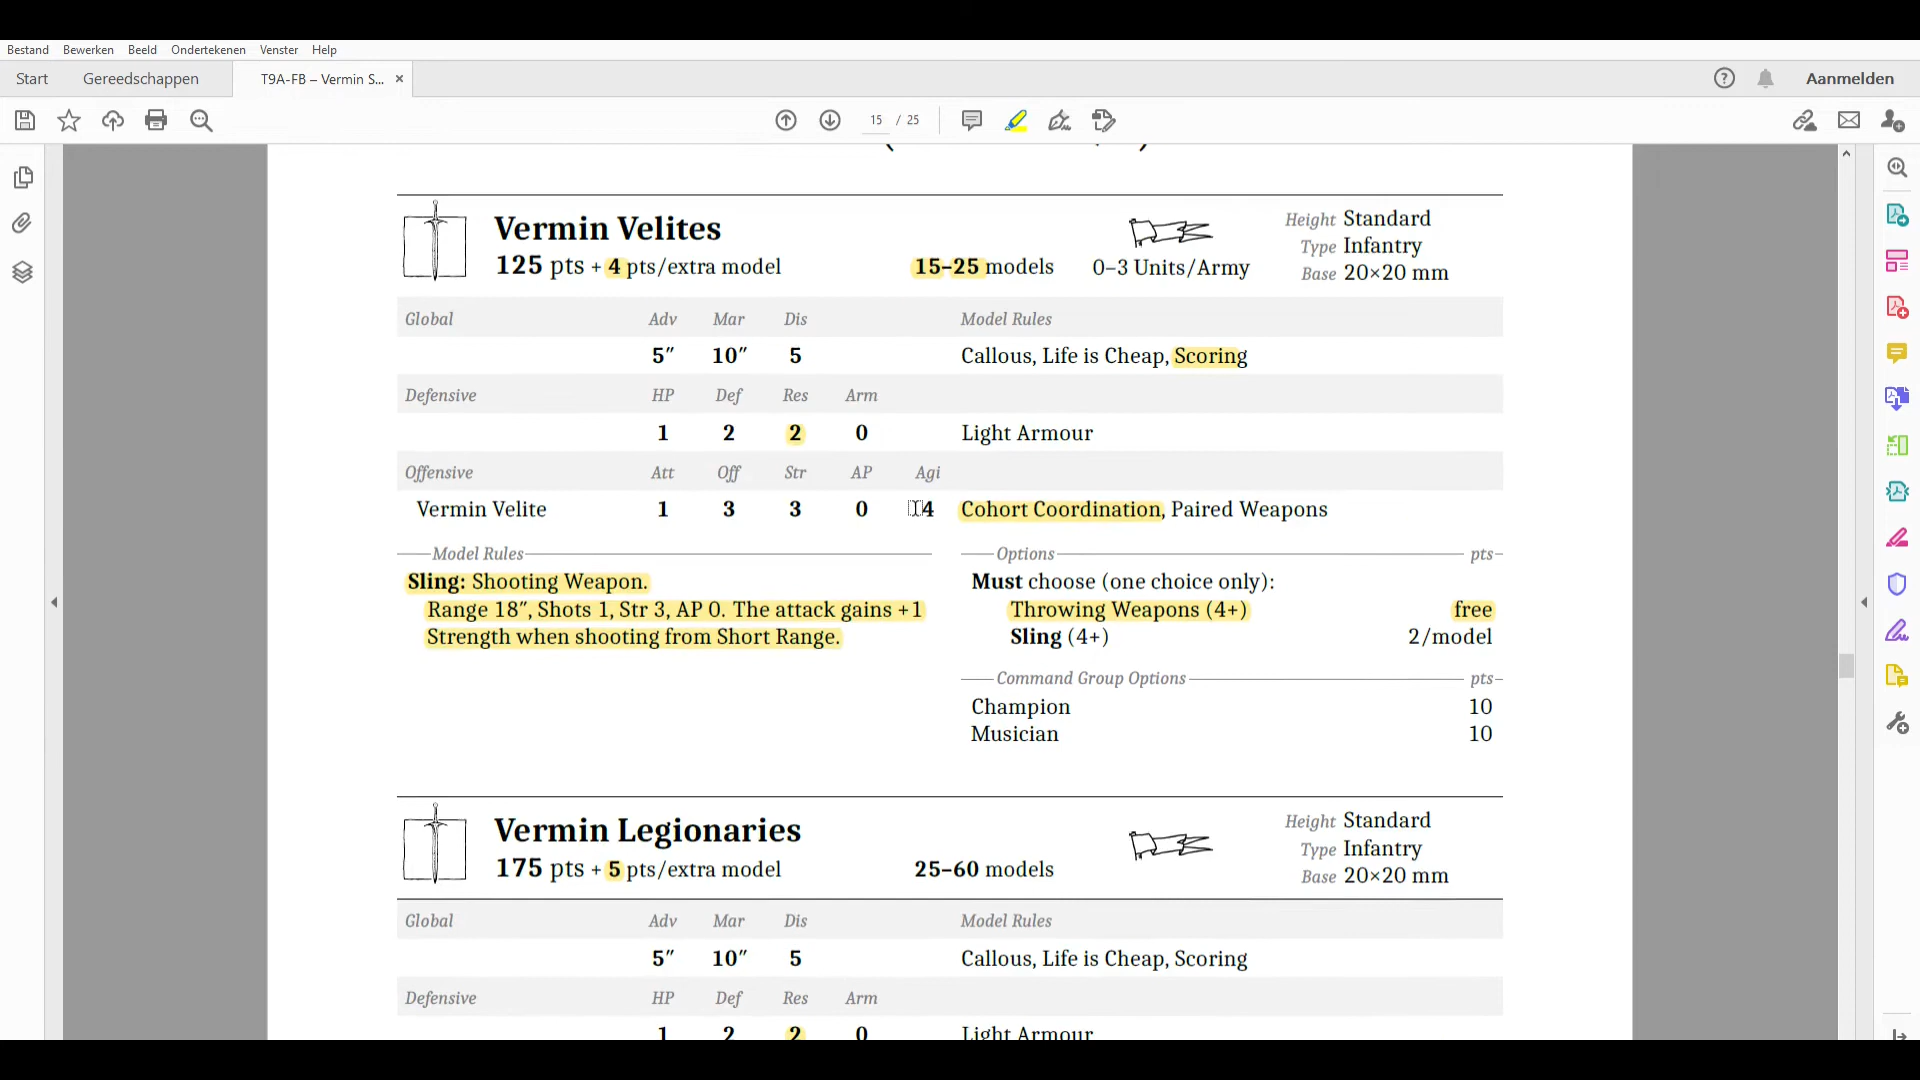 Bestand Bewerken Beeld Ondertekenen Venster Help
Start Gereedschappen T9A-FB – Vermin S... × Aanmelden
15 / 25
Vermin Velites
125 pts + 4 pts/extra model 15–25 models 0–3 Units/Army
Height Standard
Type Infantry
Base 20×20 mm
Global Adv Mar Dis Model Rules
5″ 10″ 5 Callous, Life is Cheap, Scoring
Defensive HP Def Res Arm
1 2 2 0 Light Armour
Offensive Att Off Str AP Agi
Vermin Velite 1 3 3 0 4 Cohort Coordination, Paired Weapons
Model Rules
Sling: Shooting Weapon.
Range 18″, Shots 1, Str 3, AP 0. The attack gains +1
Strength when shooting from Short Range.
Options pts
Must choose (one choice only):
Throwing Weapons (4+) free
Sling (4+) 2/model
Command Group Options pts
Champion 10
Musician 10
Vermin Legionaries
175 pts + 5 pts/extra model 25–60 models
Height Standard
Type Infantry
Base 20×20 mm
Global Adv Mar Dis Model Rules
5″ 10″ 5 Callous, Life is Cheap, Scoring
Defensive HP Def Res Arm
1 2 2 0 Light Armour